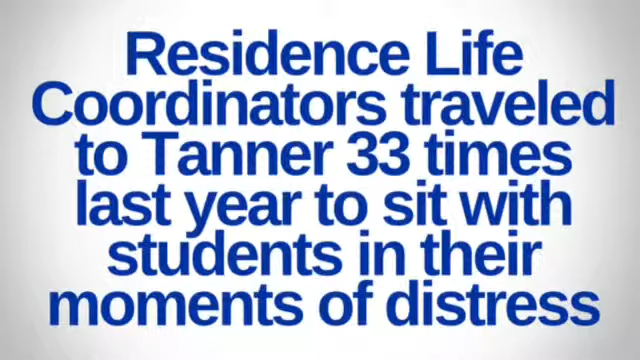 Residence Life
Coordinators traveled
to Tanner 33 times
last year to sit with
students in their
moments of distress